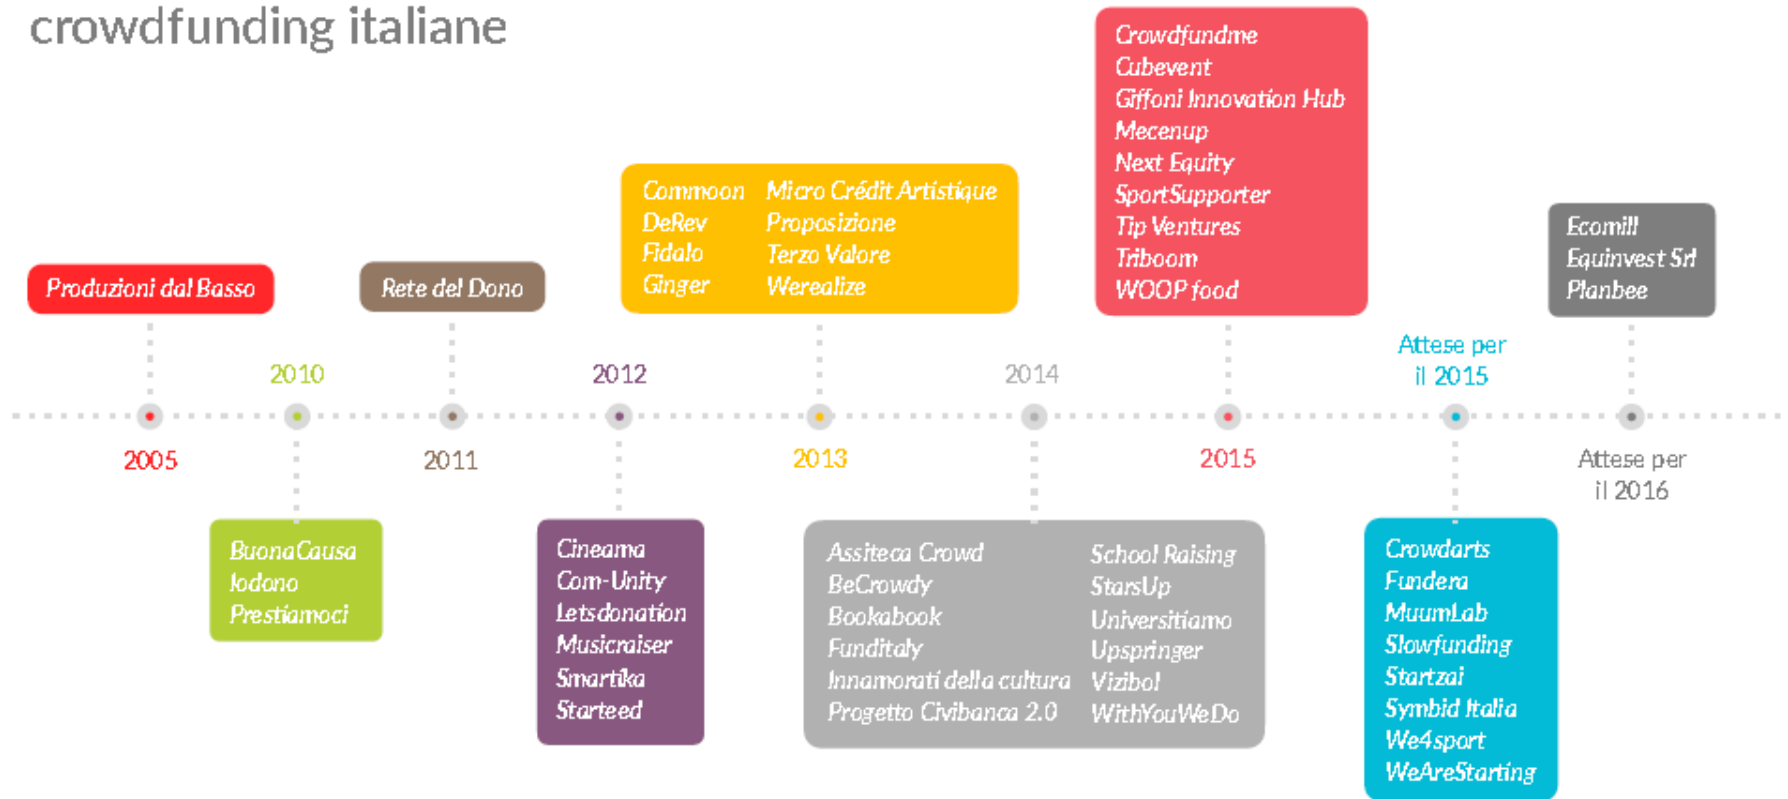 crowdfunding italiane
Produzioni dal Basso
2005
2010
BuonaCausa
Iodono
Prestiamoci
Rete del Dono
2011
2012
Cineama
Com-Unity
Letsdonation
Musicraiser
Smartika
Starteed
Commoon
DeRev
Fidalo
Ginger
Micro Crédit Artistique
Proposizione
Terzo Valore
Werealize
2013
2014
Assiteca Crowd
BeCrowdy
Bookabook
Funditaly
Innamorati della cultura
Progetto Civibanca 2.0
School Raising
StarsUp
Universitiamo
Upspringer
Vizibol
WithYouWeDo
Crowdfundme
Cubevent
Giffoni Innovation Hub
Mecenup
Next Equity
SportSupporter
Tip Ventures
Triboom
WOOP food
2015
Attese per
il 2015
Crowdarts
Fundera
MuumLab
Slowfunding
Startzai
Symbid Italia
We4sport
WeAreStarting
Ecomill
Equinvest Srl
Planbee
Attese per
il 2016